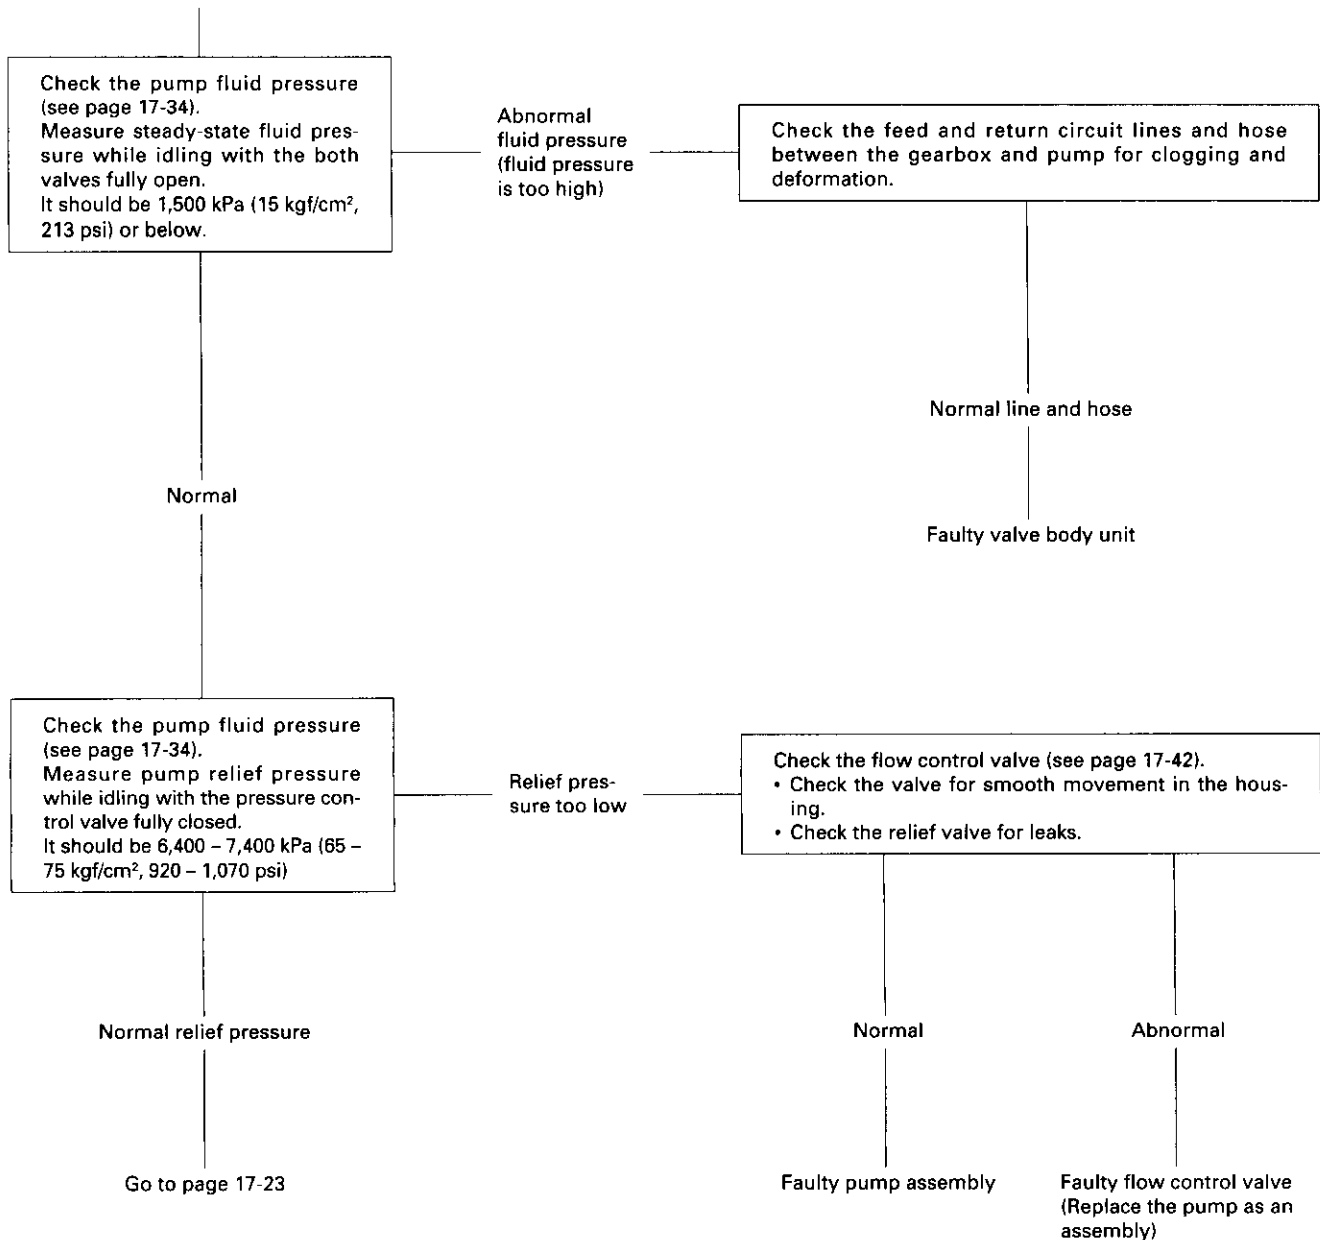 Check the pump fluid pressure
(see page 17-34).
Measure steady-state fluid pres-
sure while idling with the both
valves fully open.
It should be 1,500 kPa (15 kgf/cm²,
213 psi) or below.
Abnormal
fluid pressure
(fluid pressure
is too high)
Check the feed and return circuit lines and hose
between the gearbox and pump for clogging and
deformation.
Normal line and hose
Faulty valve body unit
Normal
Check the pump fluid pressure
(see page 17-34).
Measure pump relief pressure
while idling with the pressure con-
trol valve fully closed.
It should be 6,400 – 7,400 kPa (65 –
75 kgf/cm², 920 – 1,070 psi)
Relief pres-
sure too low
Check the flow control valve (see page 17-42).
• Check the valve for smooth movement in the hous-
ing.
• Check the relief valve for leaks.
Normal relief pressure
Normal
Abnormal
Go to page 17-23
Faulty pump assembly
Faulty flow control valve
(Replace the pump as an
assembly)